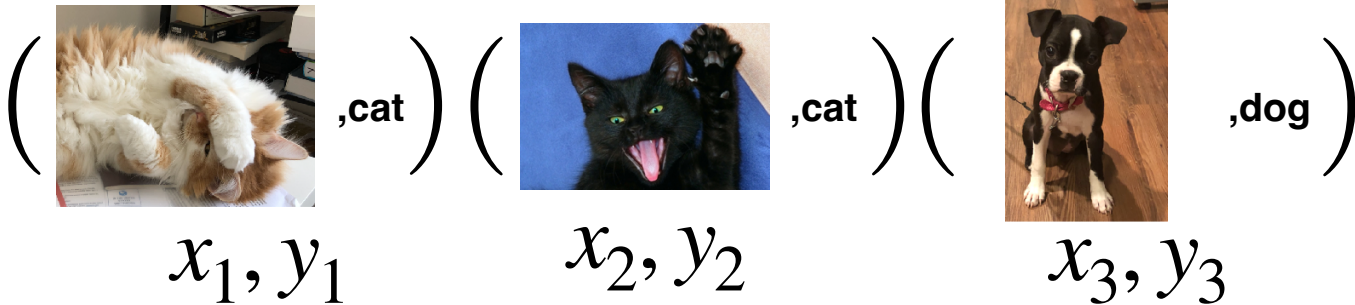 ( ,cat ) ( ,cat ) ( ,dog )
x₁, y₁ x₂, y₂ x₃, y₃